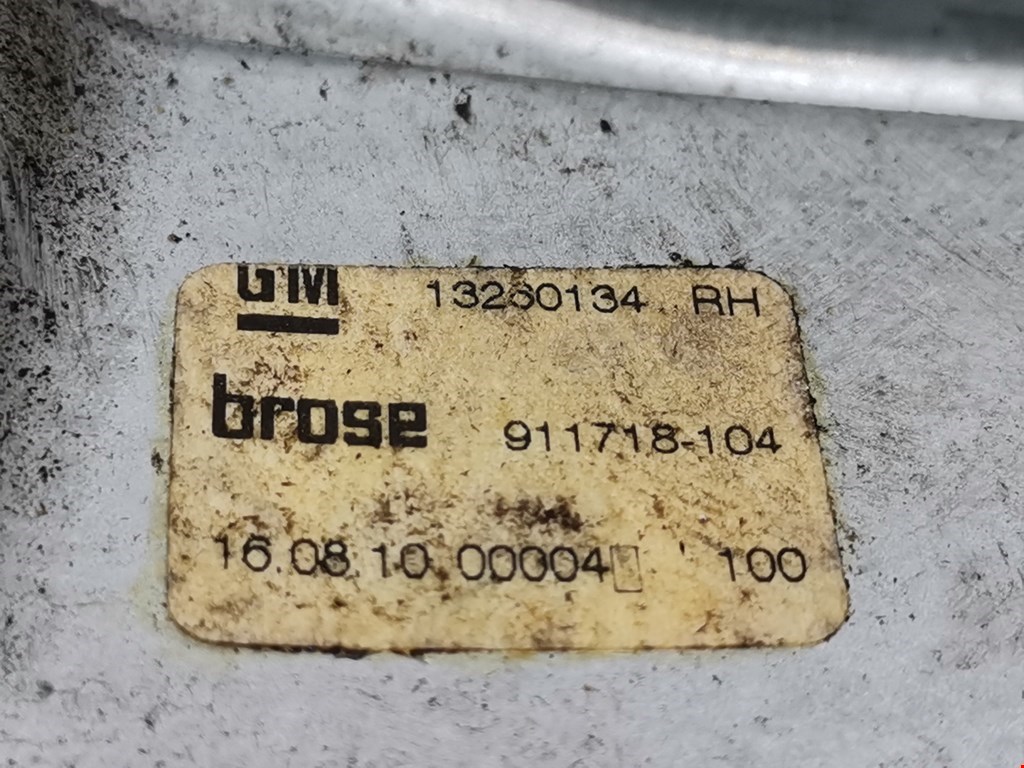 GM 13260134 RH
brose 911718-104
16.08.10 00004 100